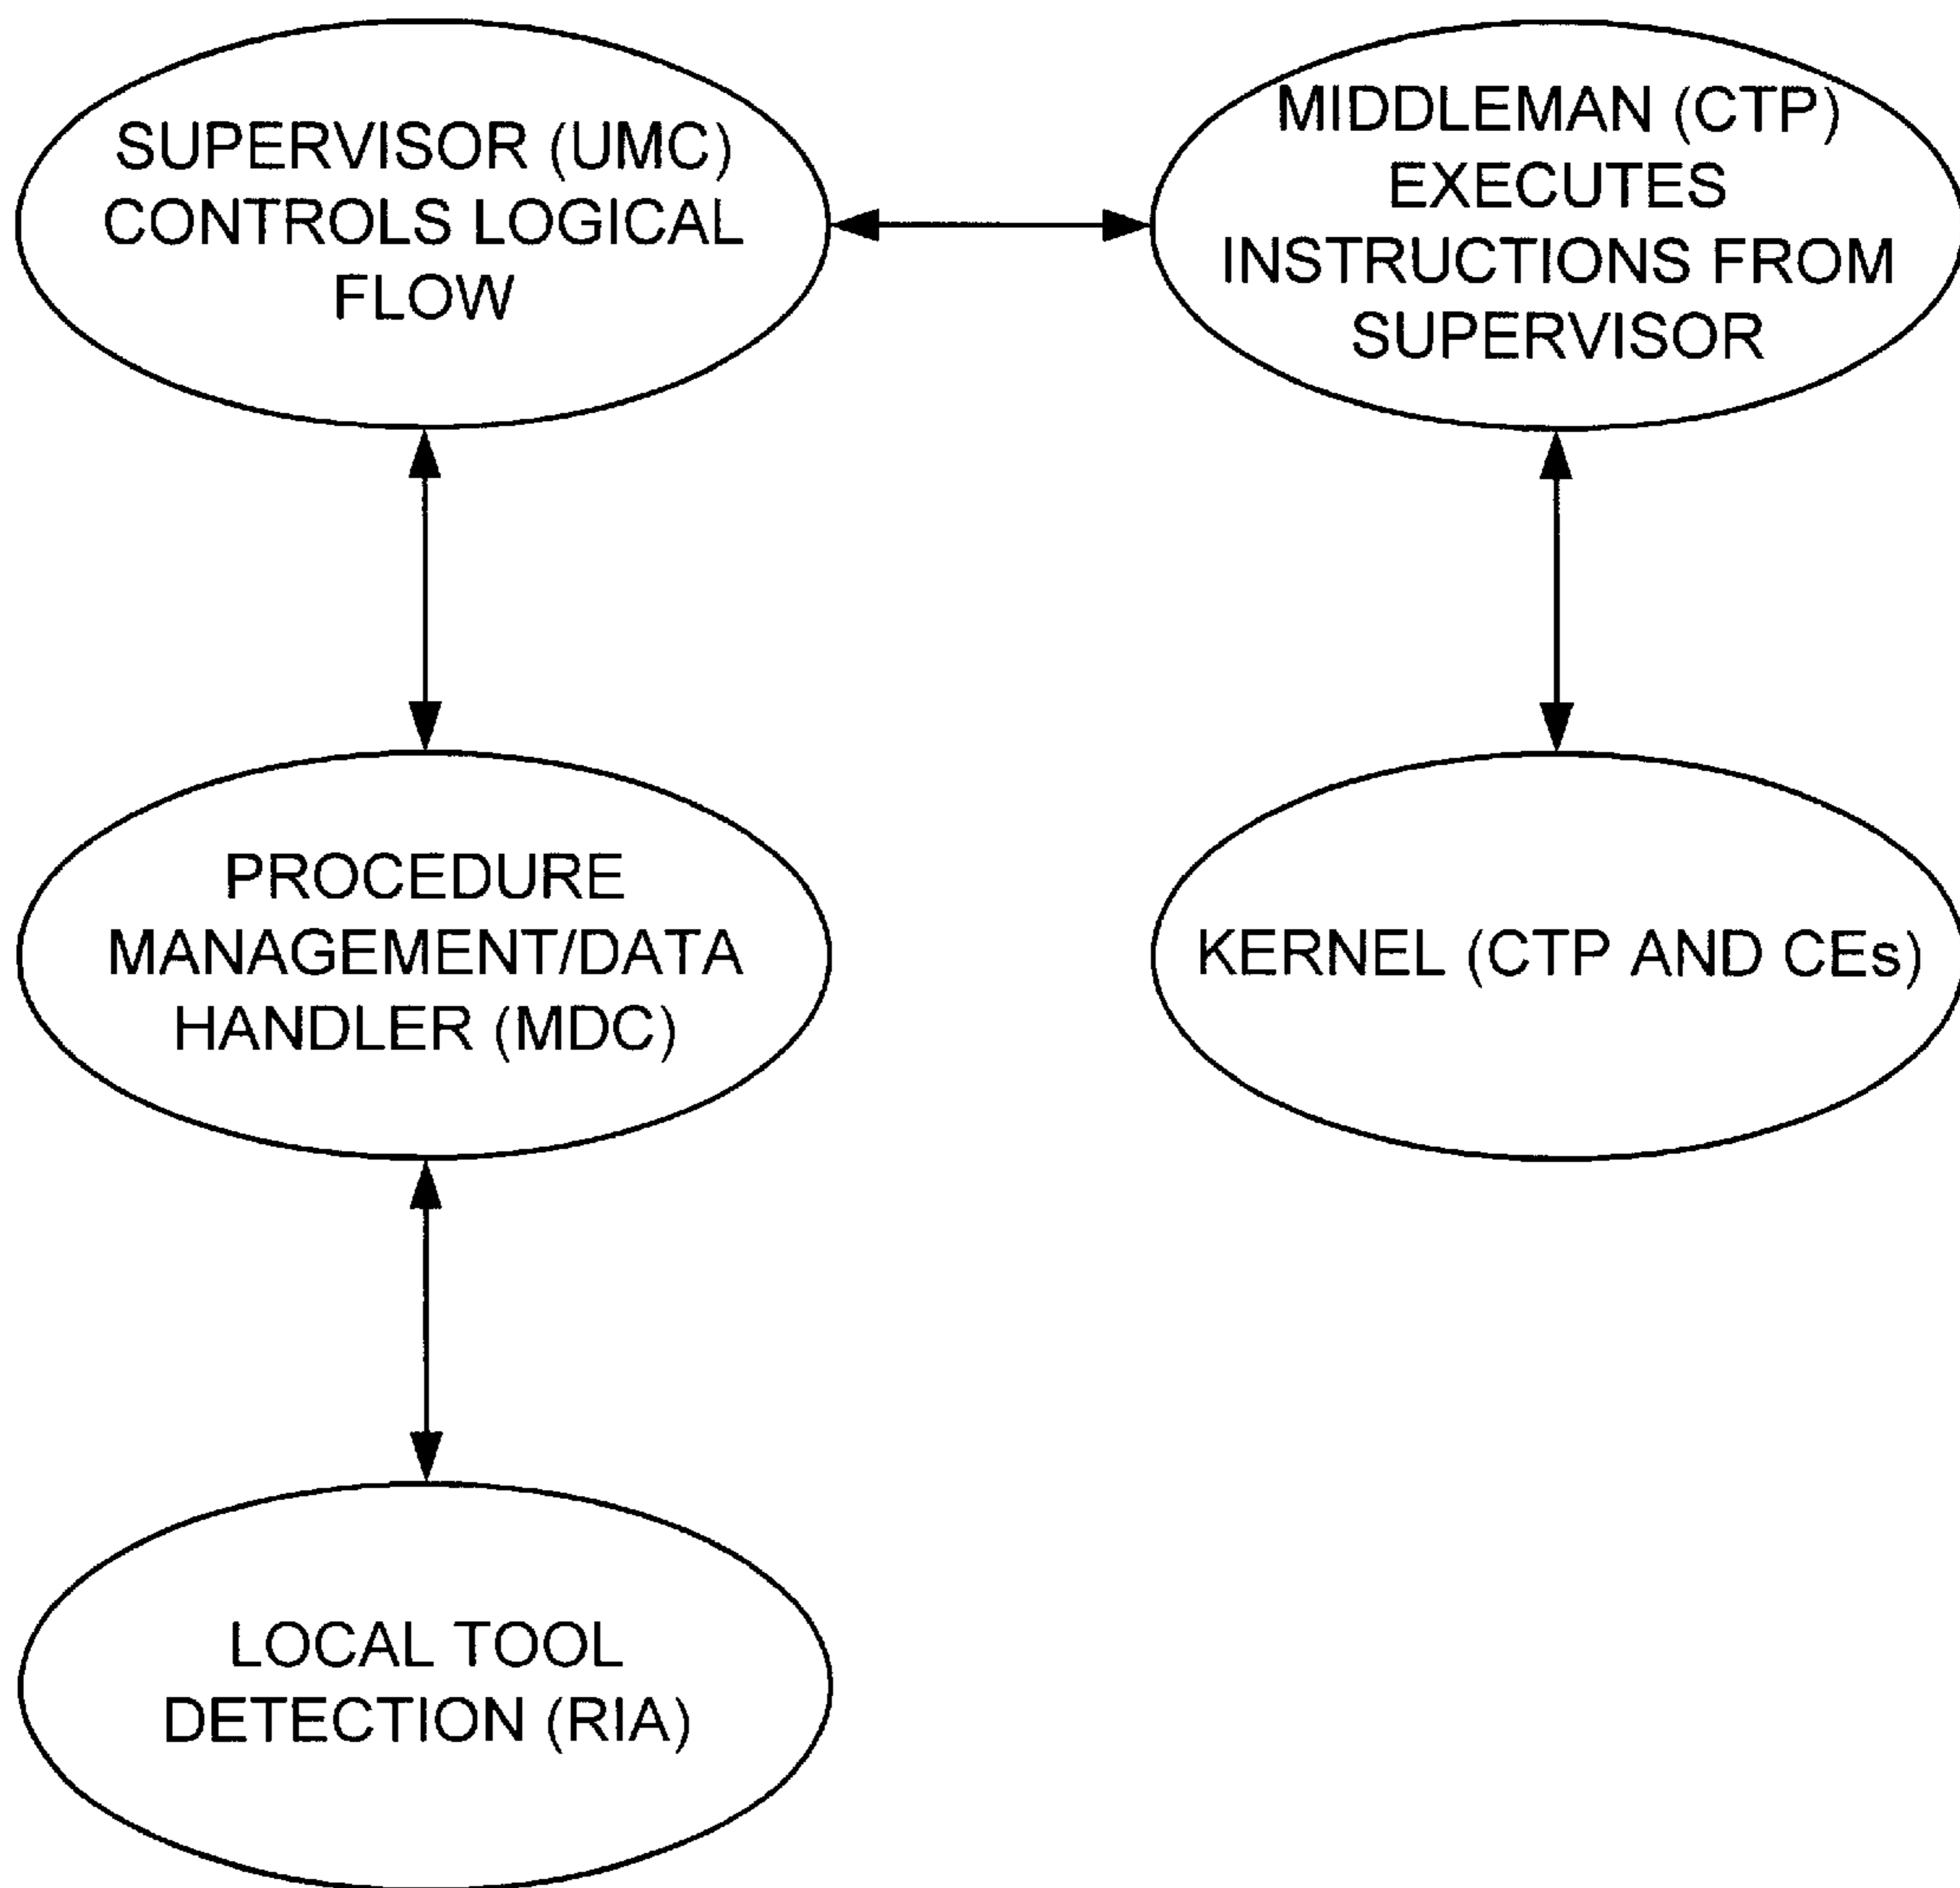 SUPERVISOR (UMC)
CONTROLS LOGICAL
FLOW
MIDDLEMAN (CTP)
EXECUTES
INSTRUCTIONS FROM
SUPERVISOR
PROCEDURE
MANAGEMENT/DATA
HANDLER (MDC)
KERNEL (CTP AND CEs)
LOCAL TOOL
DETECTION (RIA)